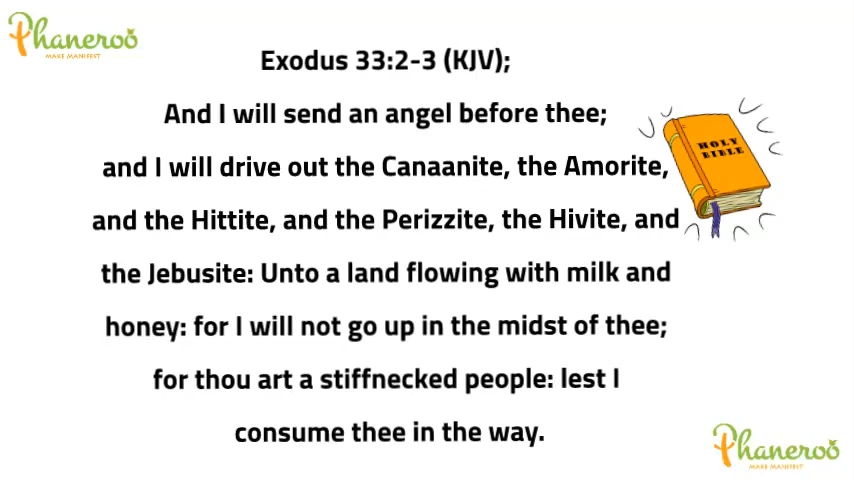 Phaneroo
MAKE MANIFEST
Exodus 33:2-3 (KJV);
And I will send an angel before thee;
and I will drive out the Canaanite, the Amorite,
HOLY
BIBLE
and the Hittite, and the Perizzite, the Hivite, and
the Jebusite: Unto a land flowing with milk and
honey: for I will not go up in the midst of thee;
for thou art a stiffnecked people: lest I
consume thee in the way.
Phaneroo
MAKE MANIFEST